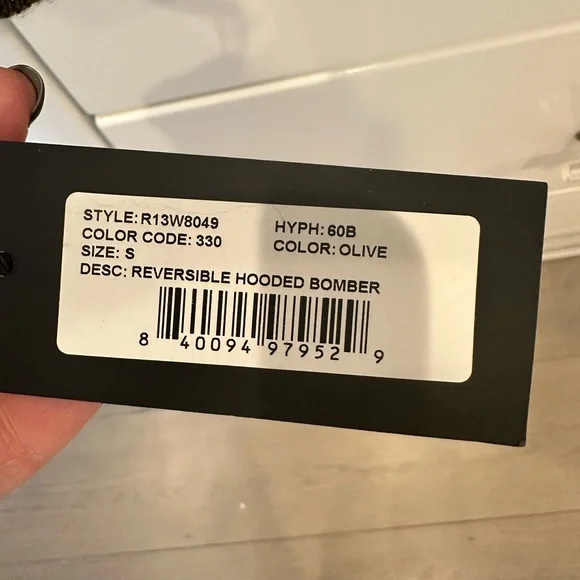 STYLE: R13W8049 HYPH: 60B
COLOR CODE: 330 COLOR: OLIVE
SIZE: S
DESC: REVERSIBLE HOODED BOMBER
8 40094 97952 9